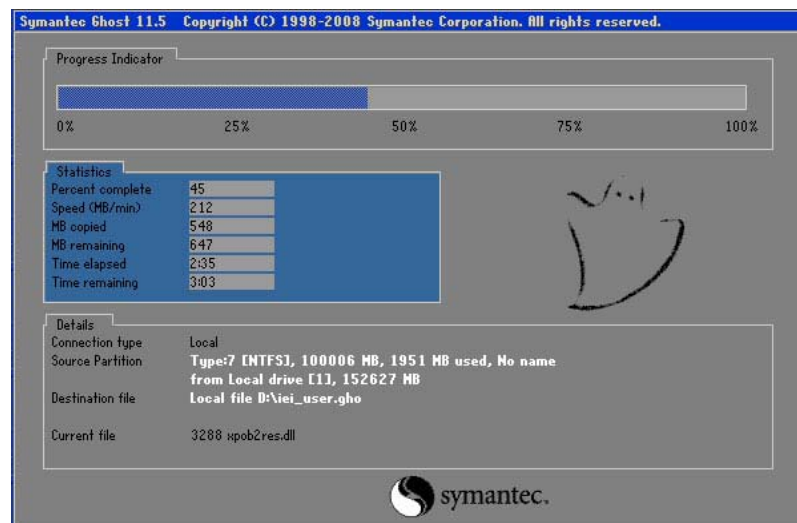 Symantec Ghost 11.5 Copyright (C) 1998-2008 Symantec Corporation. All rights reserved.
Progress Indicator
0% 25% 50% 75% 100%
Statistics
Percent complete 45
Speed (MB/min) 212
MB copied 548
MB remaining 647
Time elapsed 2:35
Time remaining 3:03
Details
Connection type Local
Source Partition Type:7 [NTFS], 100006 MB, 1951 MB used, No name
from Local drive [1], 152627 MB
Destination file Local file D:\iei_user.gho
Current file 3288 xpob2res.dll
symantec.